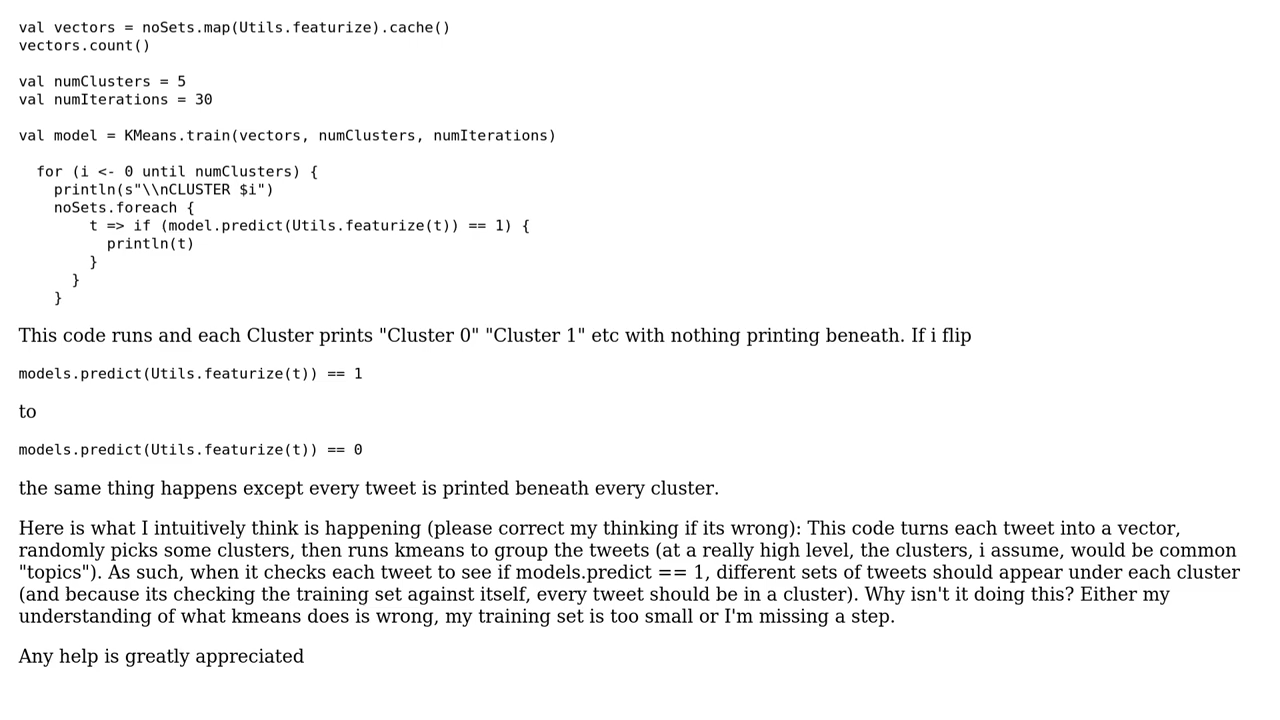 val vectors = noSets.map(Utils.featurize).cache()
vectors.count()
val numClusters = 5
val numIterations = 30
val model = KMeans.train(vectors, numClusters, numIterations)
  for (i <- 0 until numClusters) {
    println(s"\\nCLUSTER $i")
    noSets.foreach {
        t => if (model.predict(Utils.featurize(t)) == 1) {
          println(t)
        }
      }
    }
This code runs and each Cluster prints "Cluster 0" "Cluster 1" etc with nothing printing beneath. If i flip
models.predict(Utils.featurize(t)) == 1
to
models.predict(Utils.featurize(t)) == 0
the same thing happens except every tweet is printed beneath every cluster.
Here is what I intuitively think is happening (please correct my thinking if its wrong): This code turns each tweet into a vector,
randomly picks some clusters, then runs kmeans to group the tweets (at a really high level, the clusters, i assume, would be common
"topics"). As such, when it checks each tweet to see if models.predict == 1, different sets of tweets should appear under each cluster
(and because its checking the training set against itself, every tweet should be in a cluster). Why isn't it doing this? Either my
understanding of what kmeans does is wrong, my training set is too small or I'm missing a step.
Any help is greatly appreciated